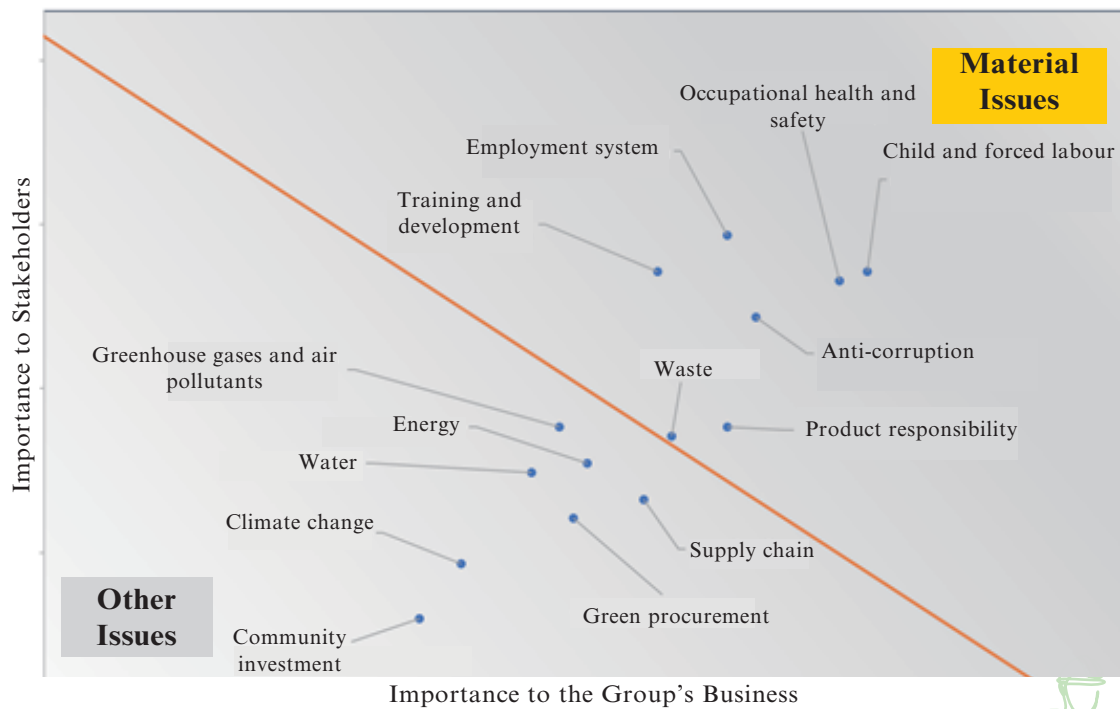 Material
Issues
Occupational health and
safety
Employment system
Child and forced labour
Training and
development
Importance to Stakeholders
Anti-corruption
Greenhouse gases and air
pollutants
Waste
Energy
Product responsibility
Water
Climate change
Supply chain
Other
Issues
Green procurement
Community
investment
Importance to the Group's Business